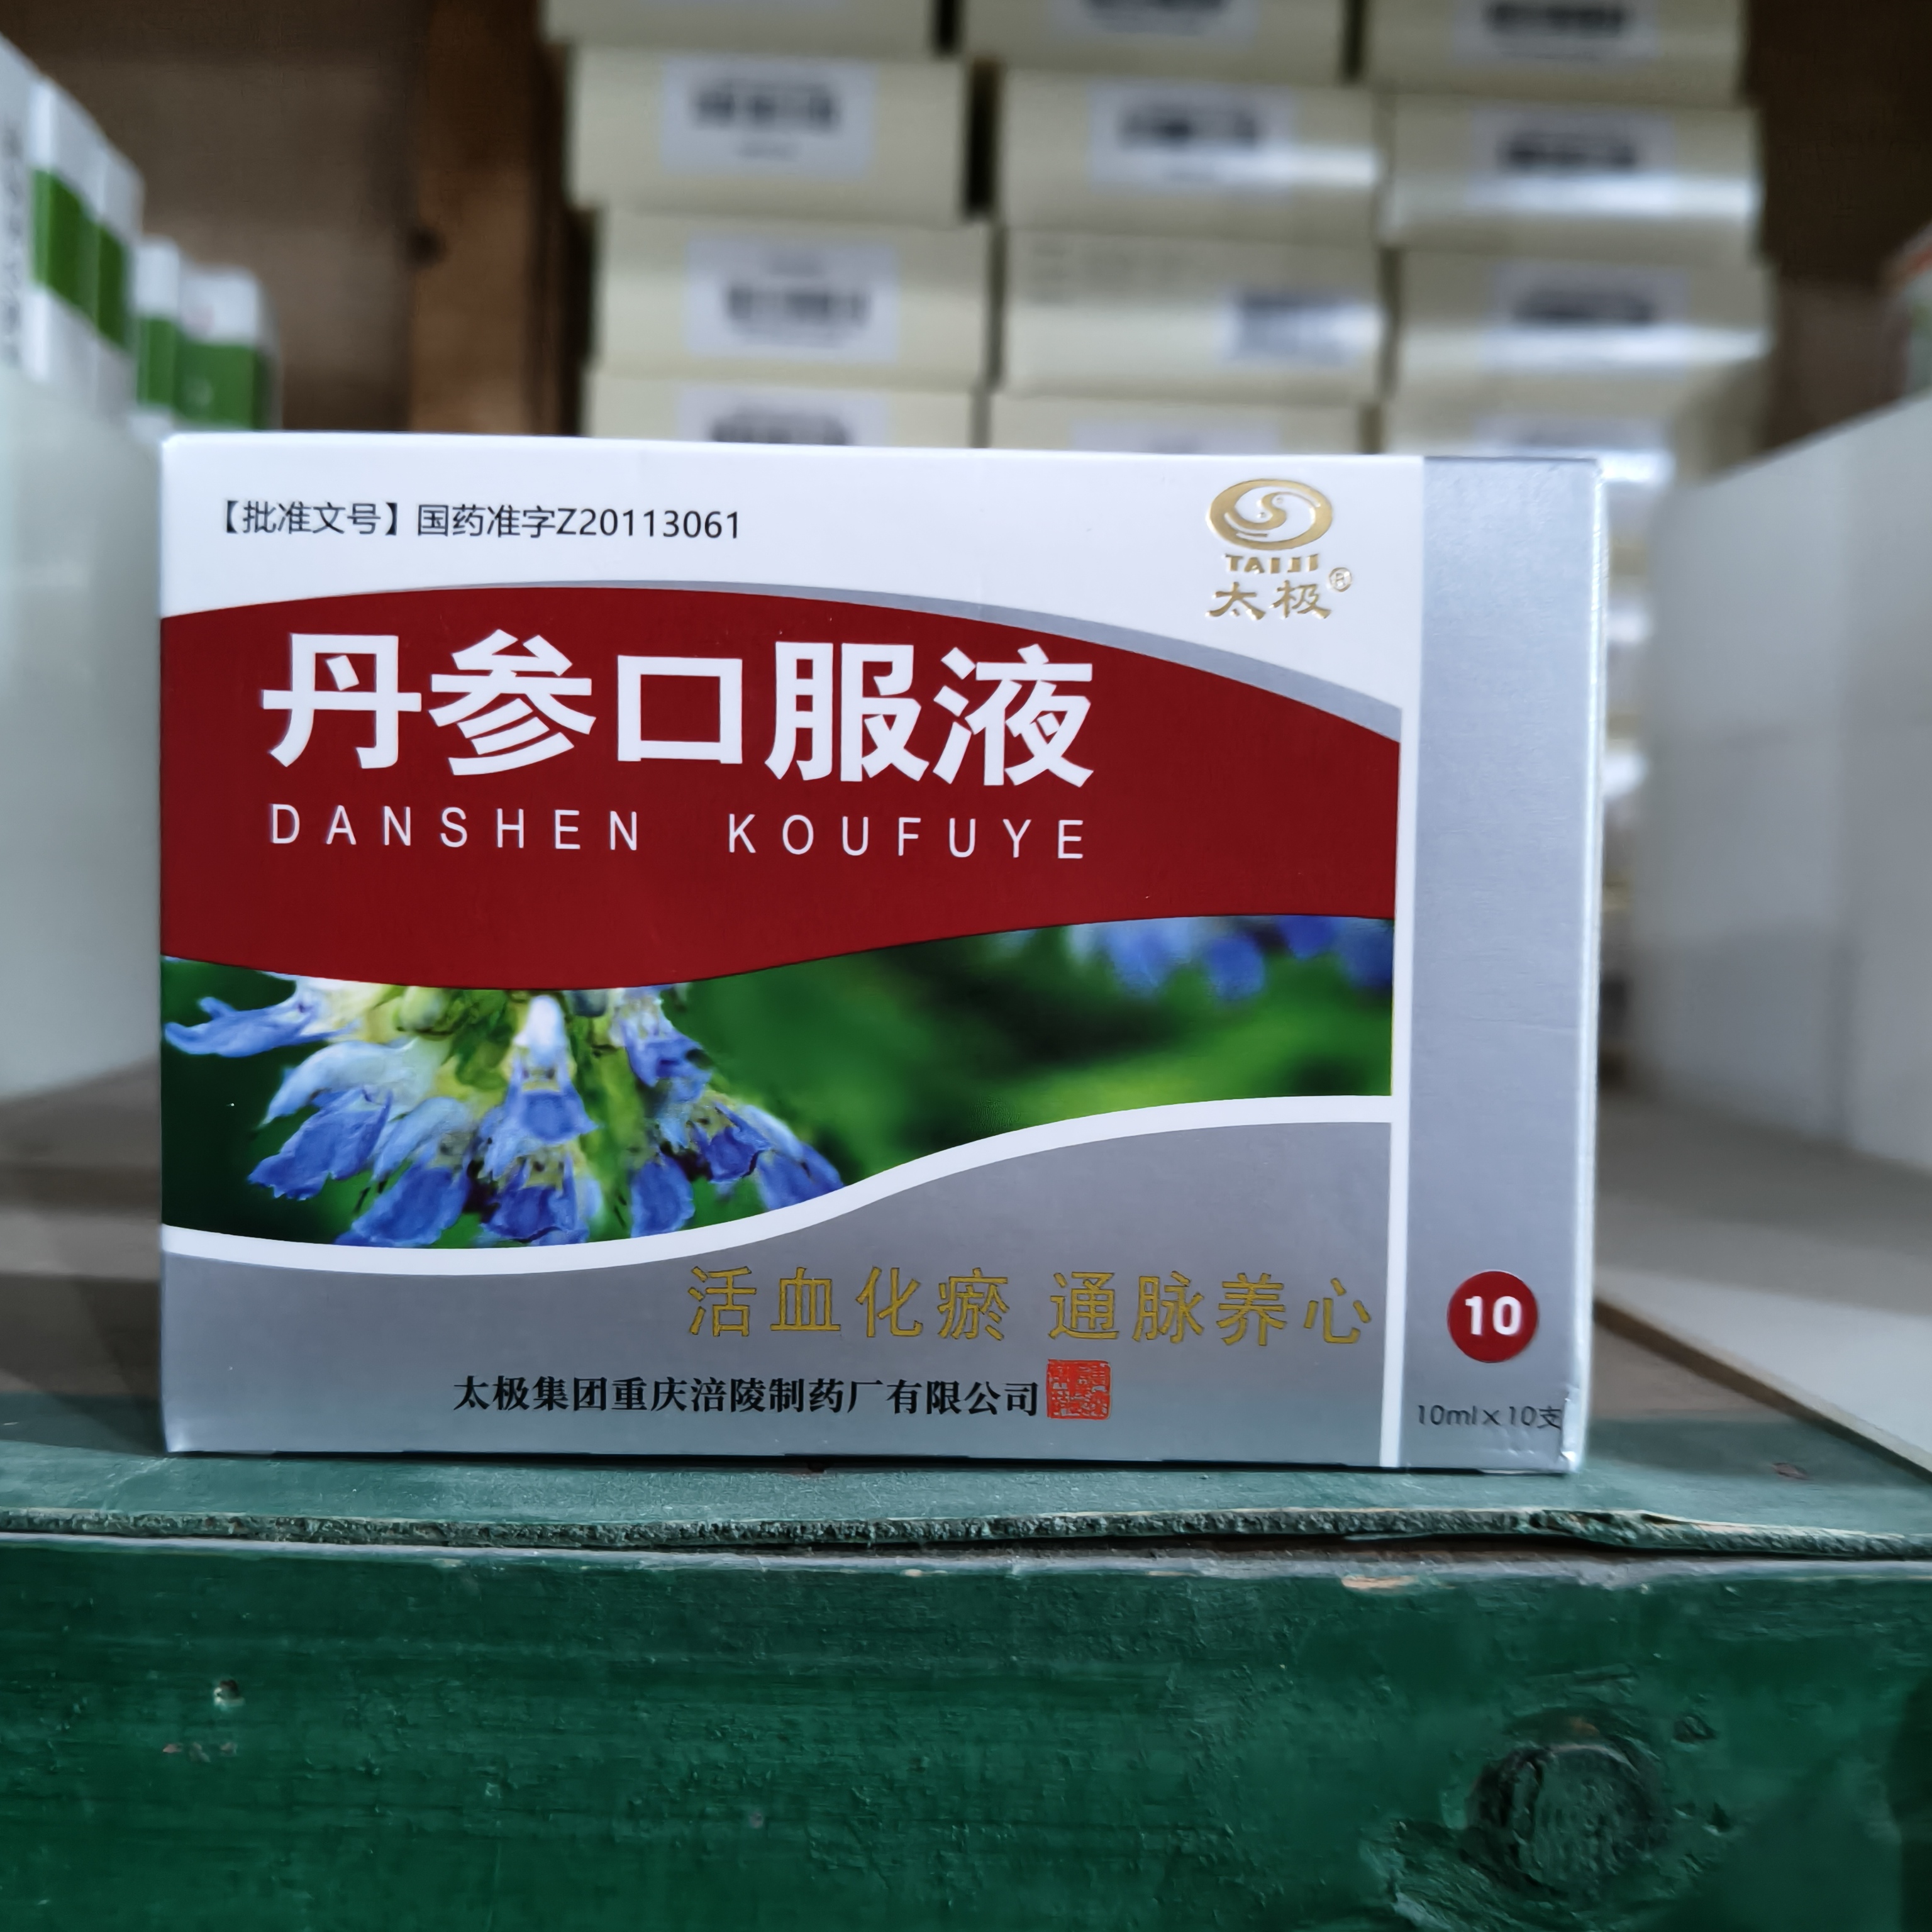 【批准文号】国药准字Z20113061
TAIJI
太极®
丹参口服液
DANSHEN KOUFUYE
活血化瘀 通脉养心
太极集团重庆涪陵制药厂有限公司
10
10ml×10支